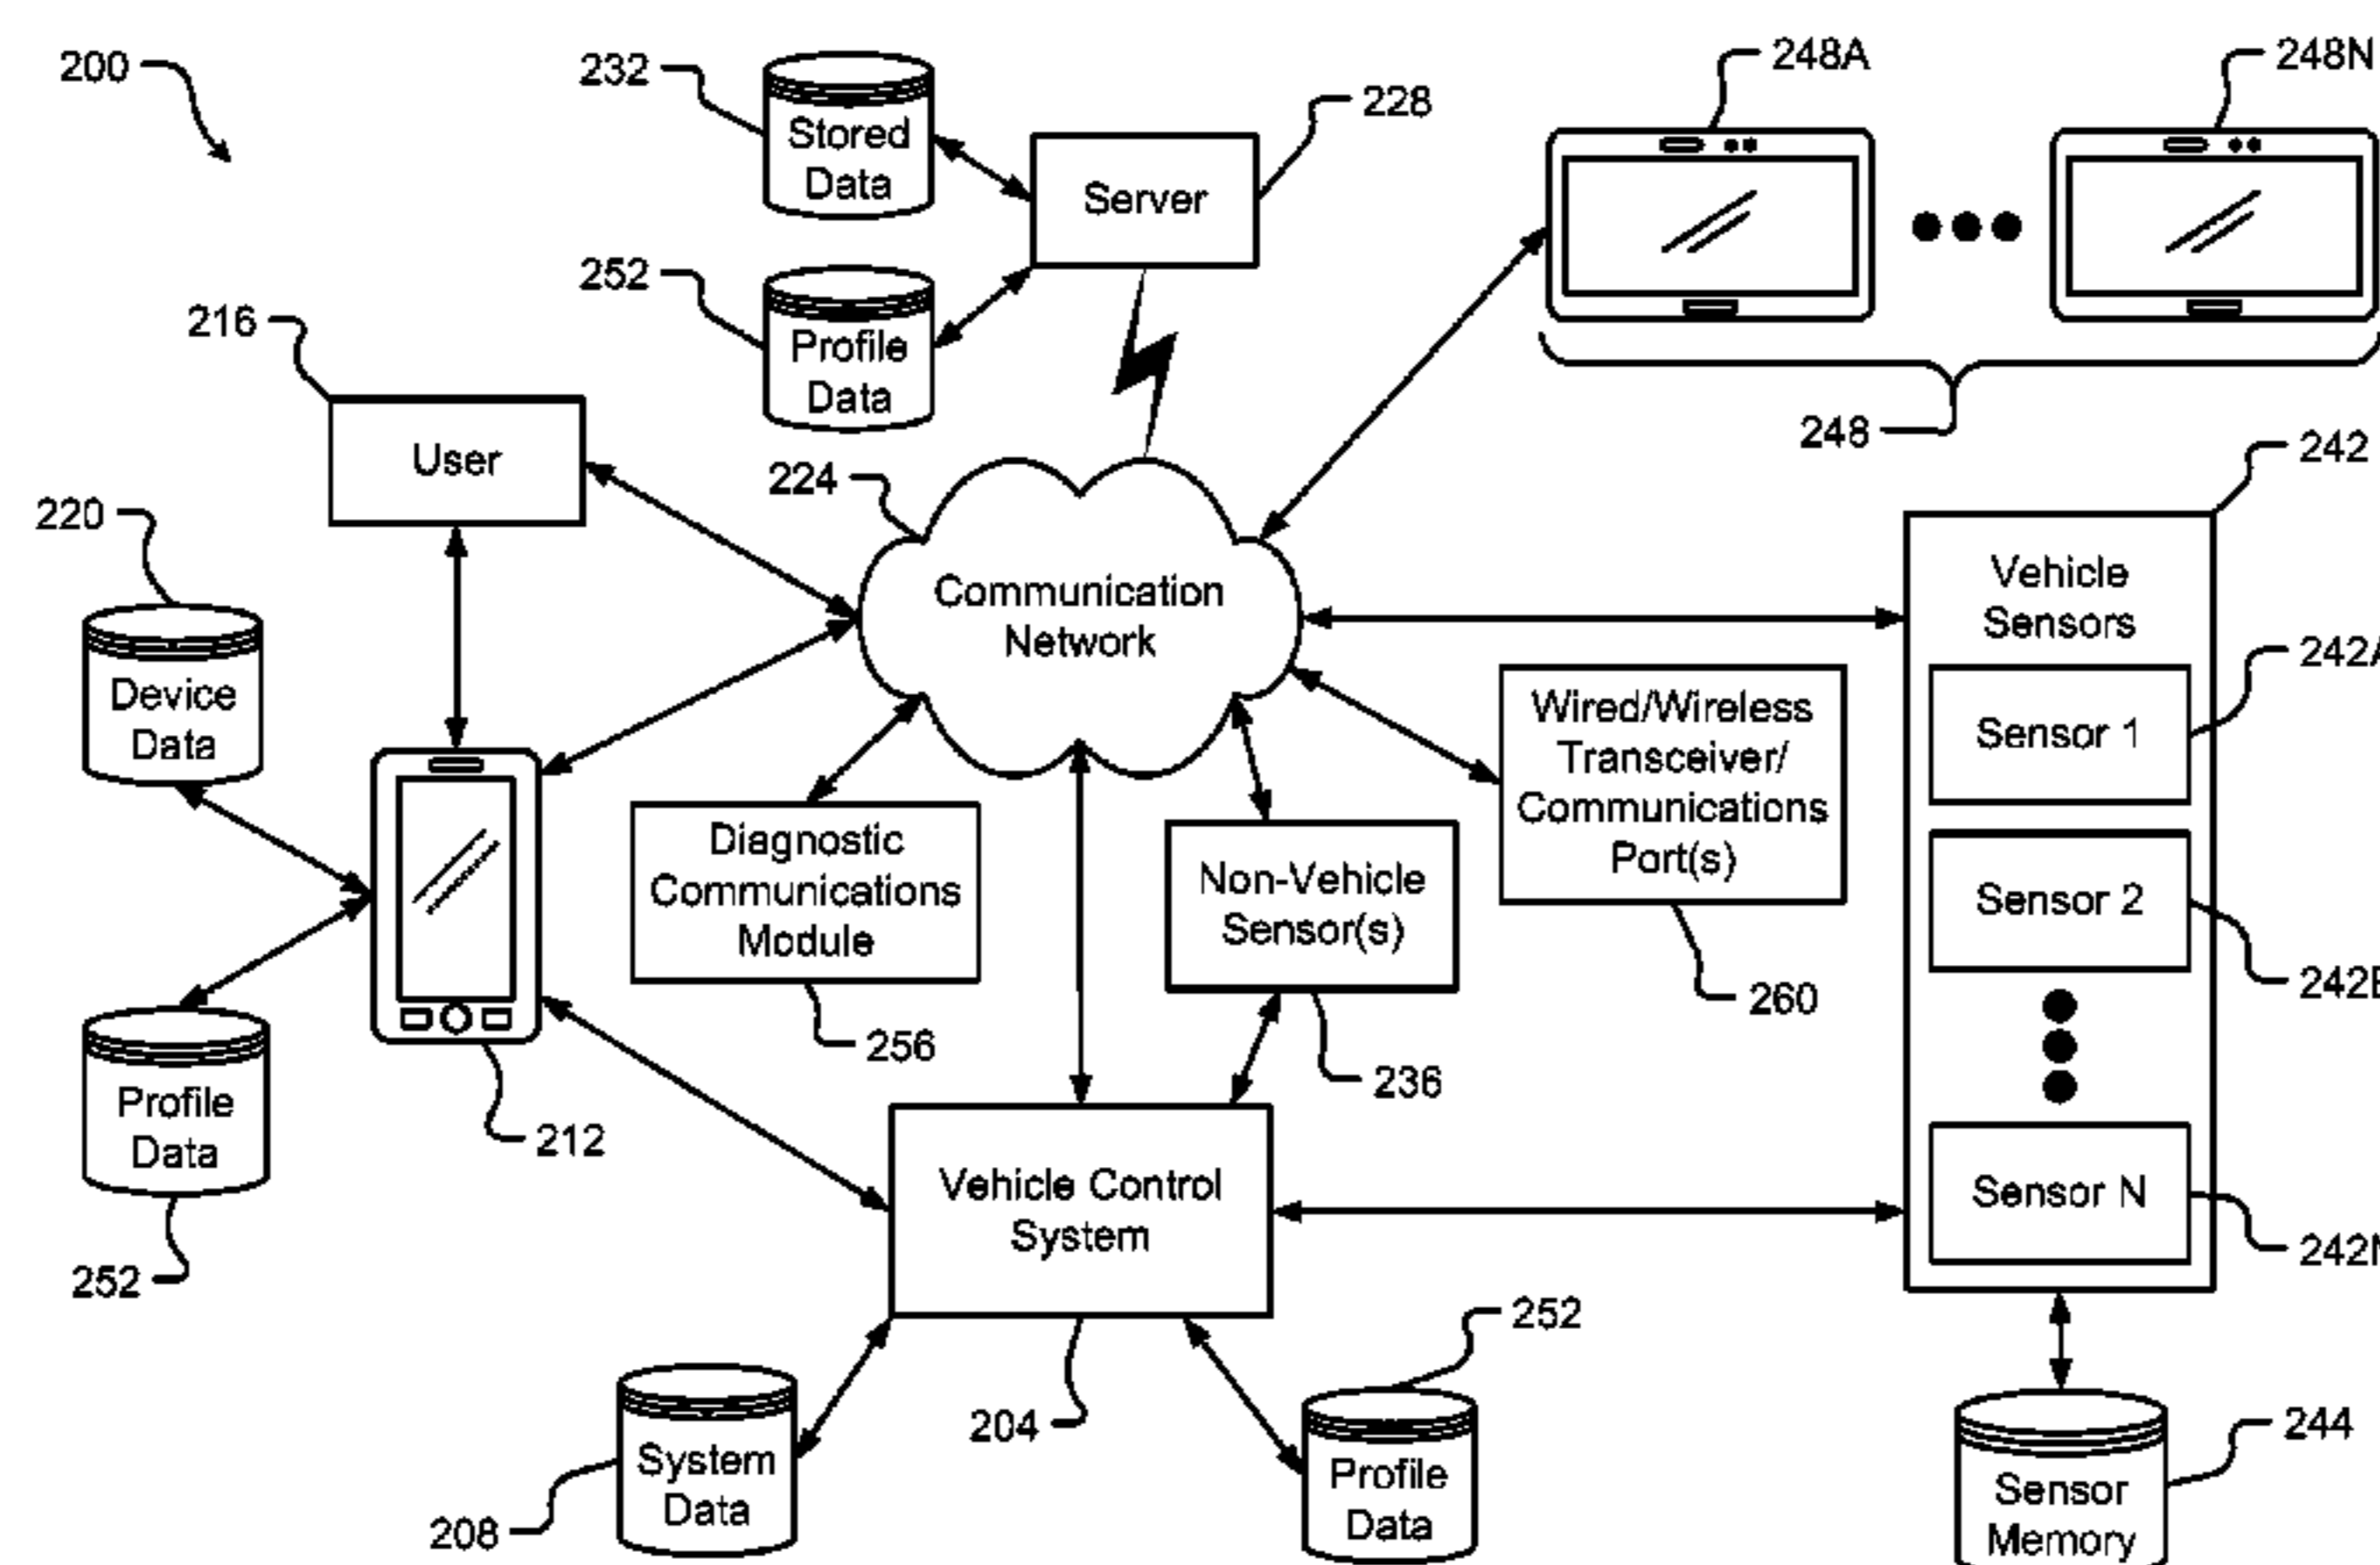 200
232
Stored
Data
Server
228
248A
248N
252
Profile
Data
248
216
User
224
Communication
Network
242
Vehicle
Sensors
242A
Sensor 1
Sensor 2
Sensor N
220
Device
Data
Wired/Wireless
Transceiver/
Communications
Port(s)
260
Diagnostic
Communications
Module
256
Non-Vehicle
Sensor(s)
236
Profile
Data
252
212
Vehicle Control
System
204
System
Data
208
252
Profile
Data
244
Sensor
Memory